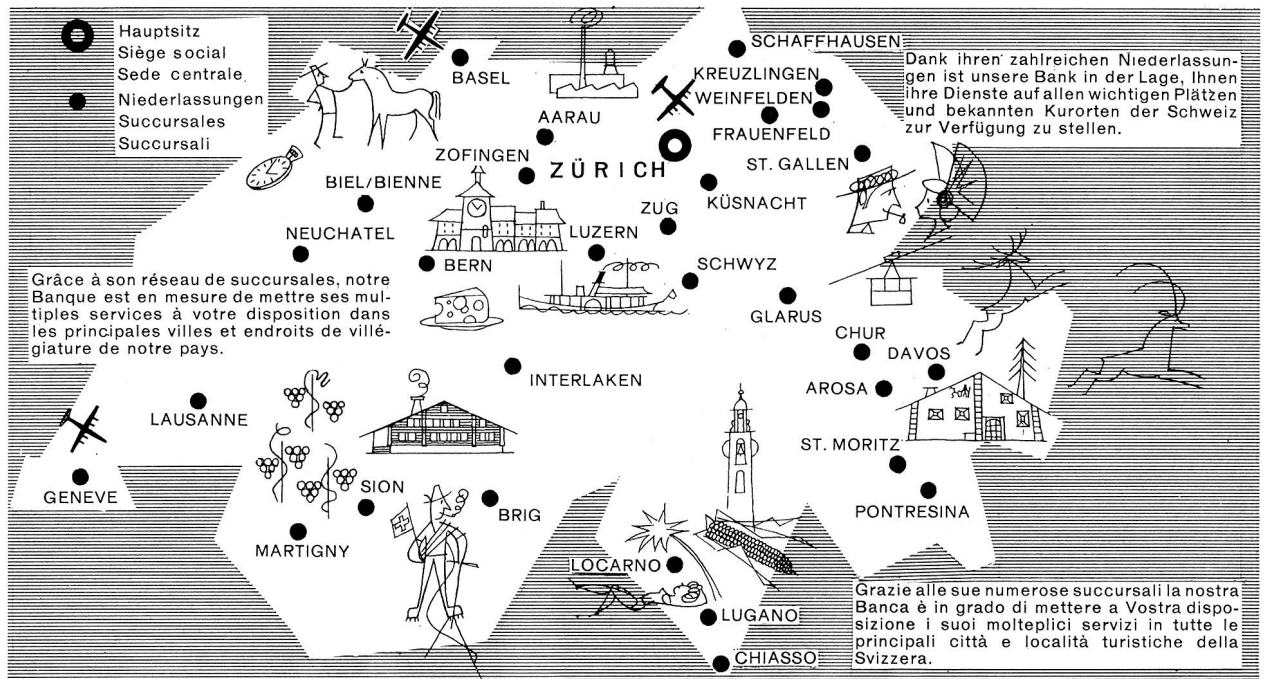 Hauptsitz
Siège social
Sede centrale
Niederlassungen
Succursales
Succursali
BASEL
SCHAFFHAUSEN
KREUZLINGEN
WEINFELDEN
FRAUENFELD
Dank ihren zahlreichen Niederlassun-
gen ist unsere Bank in der Lage, Ihnen
ihre Dienste auf allen wichtigen Plätzen
und bekannten Kurorten der Schweiz
zur Verfügung zu stellen.
AARAU
ZOFINGEN
ZÜRICH
ST. GALLEN
BIEL/BIENNE
KÜSNACHT
ZUG
NEUCHATEL
LUZERN
BERN
SCHWYZ
Grâce à son réseau de succursales, notre
Banque est en mesure de mettre ses mul-
tiples services à votre disposition dans
les principales villes et endroits de villé-
giature de notre pays.
GLARUS
CHUR
DAVOS
INTERLAKEN
AROSA
LAUSANNE
ST. MORITZ
GENEVE
SION
BRIG
PONTRESINA
MARTIGNY
LOCARNO
LUGANO
CHIASSO
Grazie alle sue numerose succursali la nostra
Banca è in grado di mettere a Vostra dispo-
sizione i suoi molteplici servizi in tutte le
principali città e località turistiche della
Svizzera.